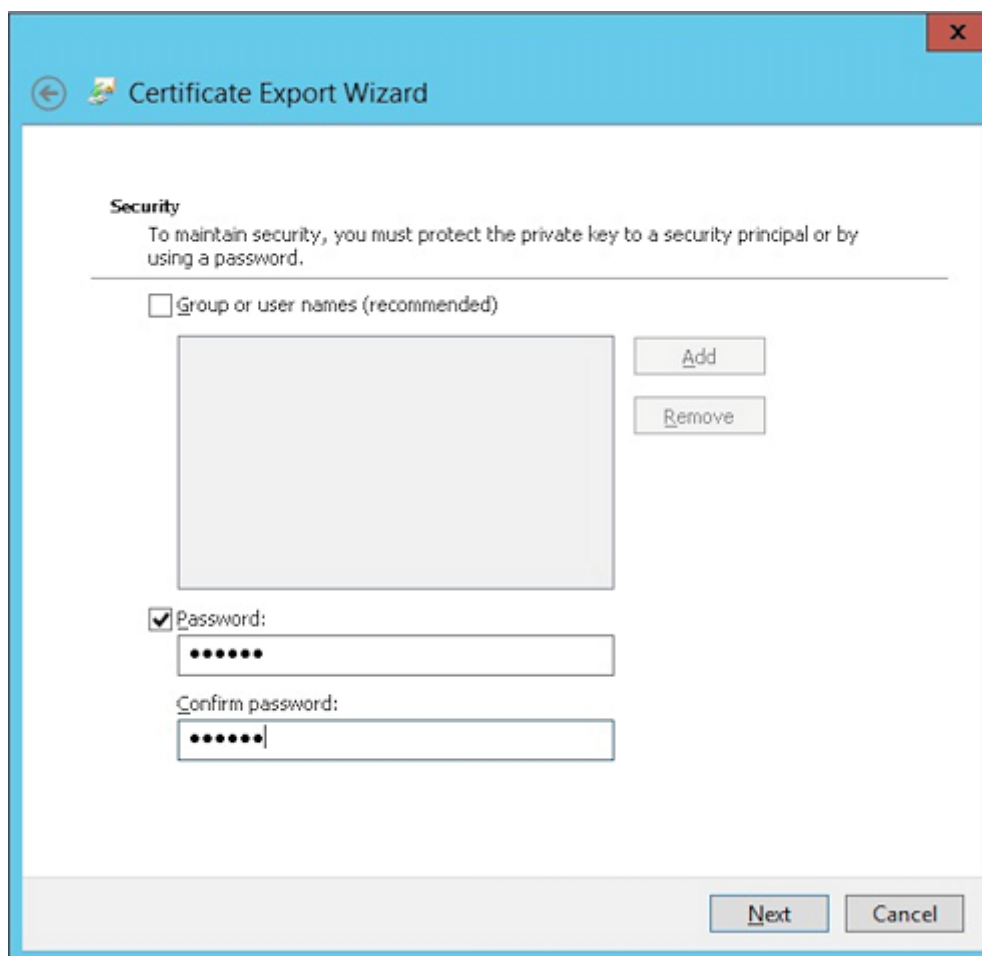 x
Certificate Export Wizard
Security
To maintain security, you must protect the private key to a security principal or by
using a password.
Group or user names (recommended)
Add
Remove
Password:
••••••
Confirm password:
••••••
Next
Cancel